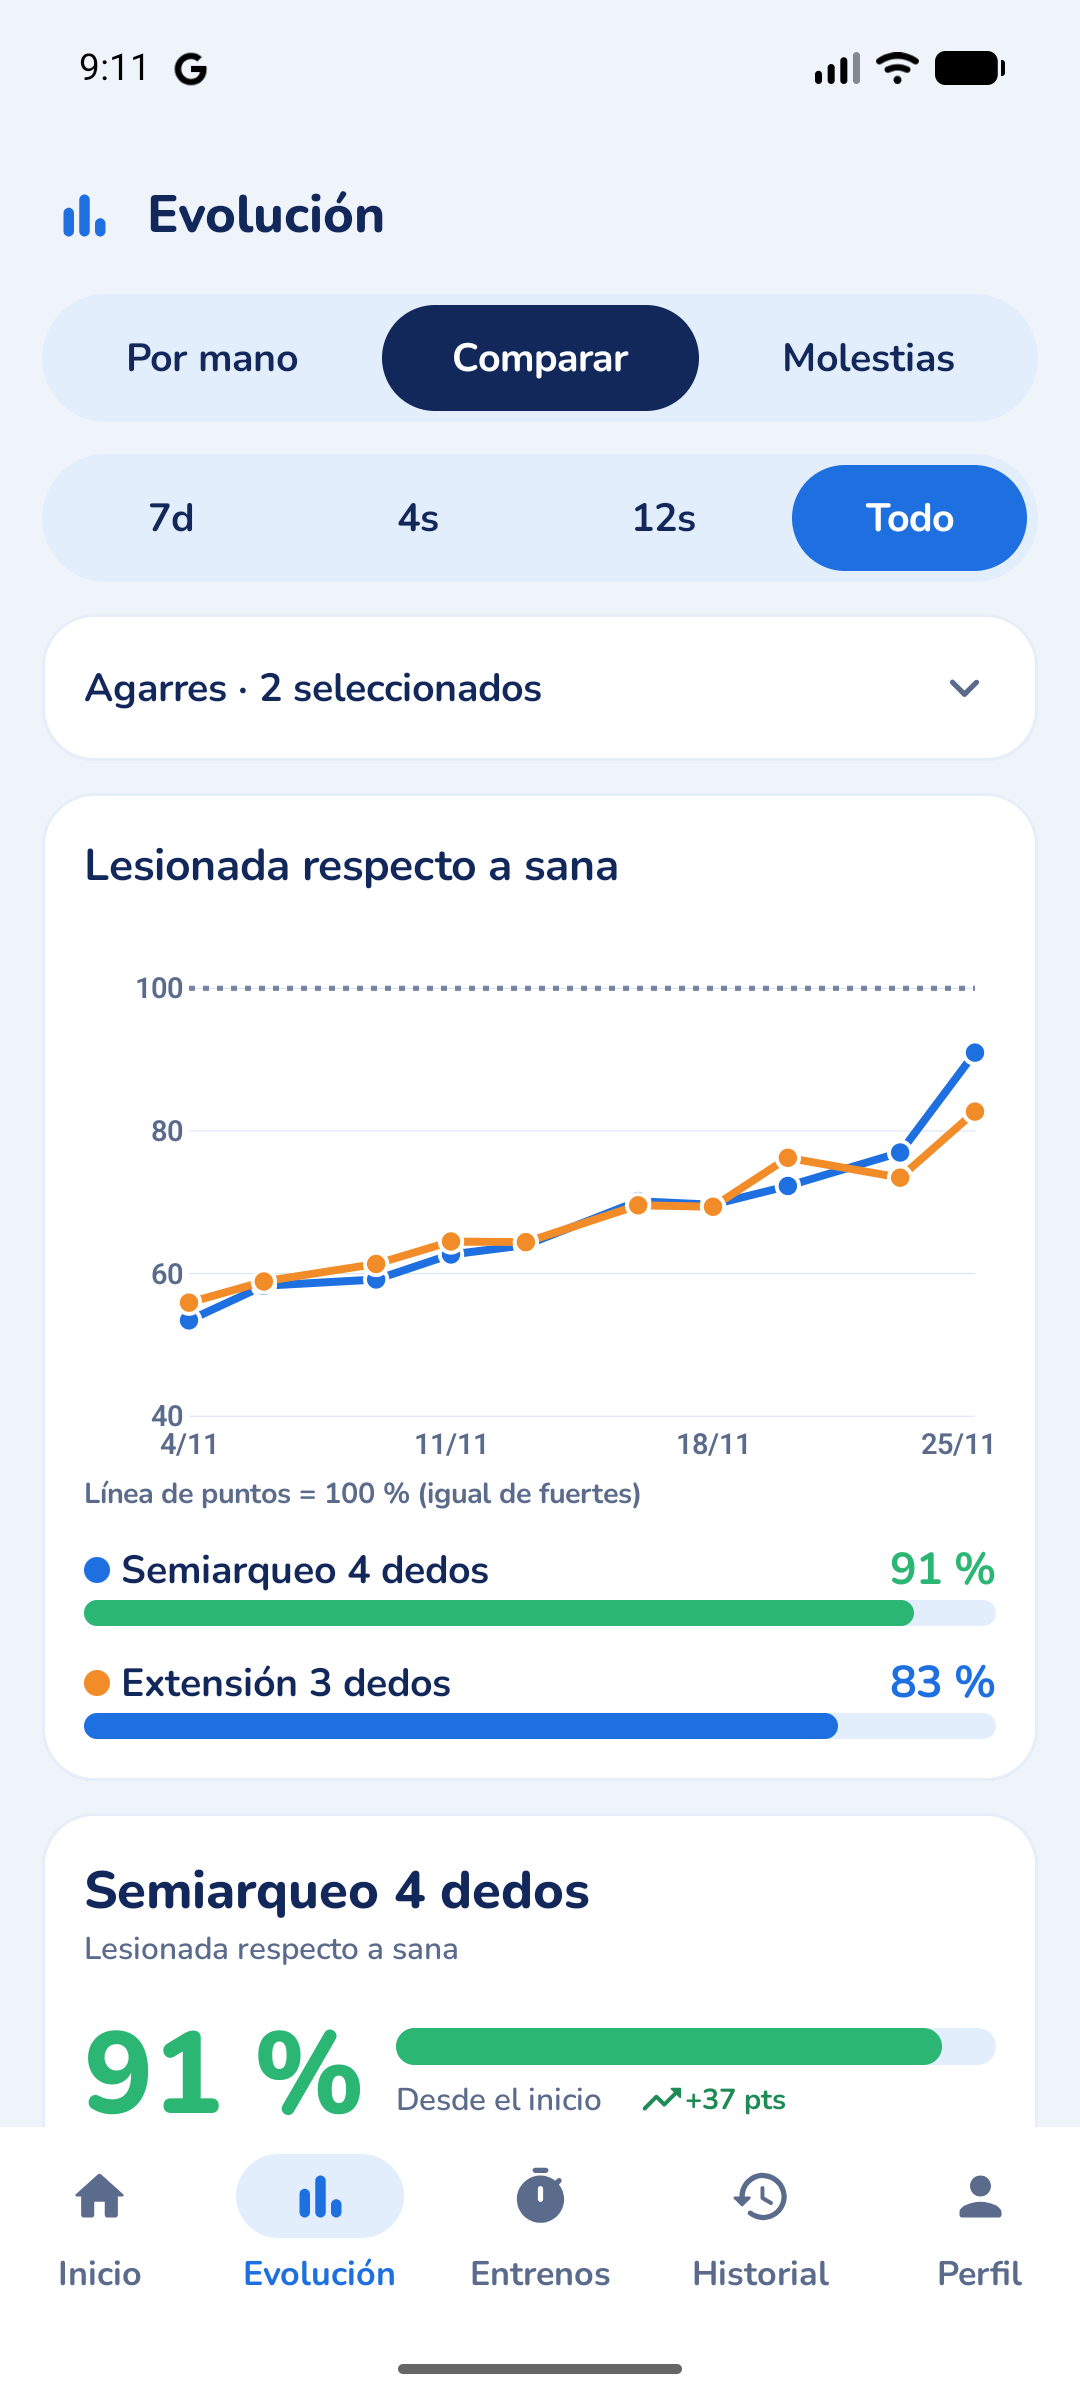 9:11
Evolución
Por mano Comparar Molestias
7d 4s 12s Todo
Agarres · 2 seleccionados
Lesionada respecto a sana
100
80
60
40
4/11 11/11 18/11 25/11
Línea de puntos = 100 % (igual de fuertes)
Semiarqueo 4 dedos 91 %
Extensión 3 dedos 83 %
Semiarqueo 4 dedos
Lesionada respecto a sana
91 %
Desde el inicio +37 pts
Inicio Evolución Entrenos Historial Perfil